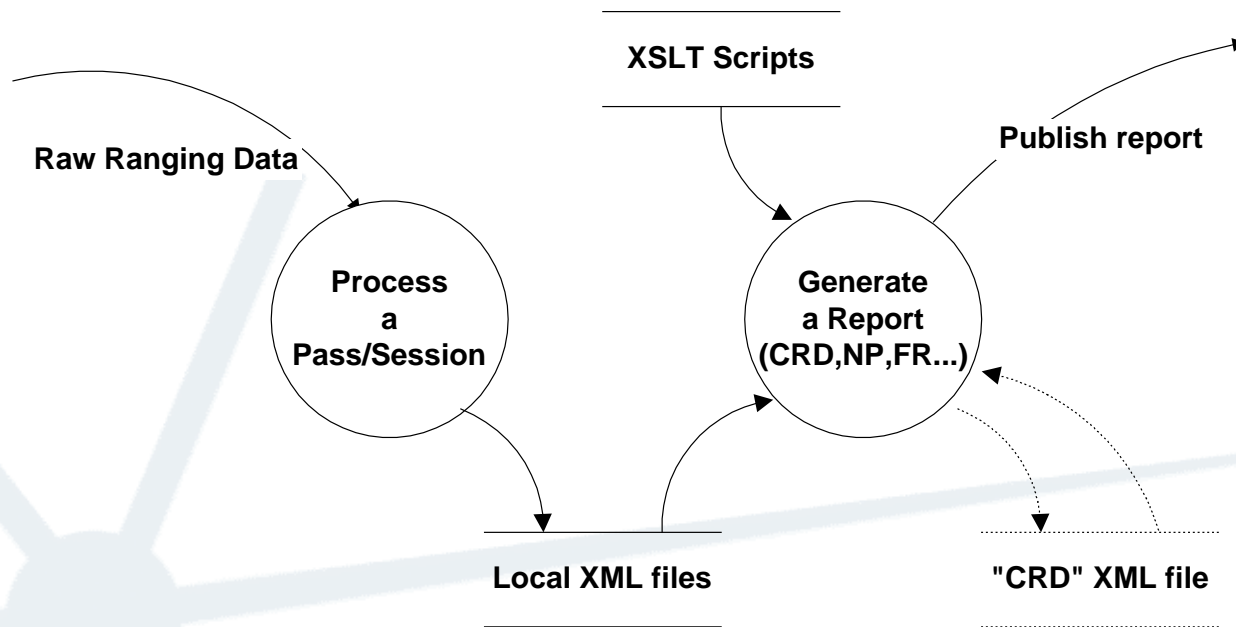 XSLT Scripts
Publish report
Raw Ranging Data
Process
a
Pass/Session
Generate
a Report
(CRD,NP,FR...)
Local XML files
"CRD" XML file